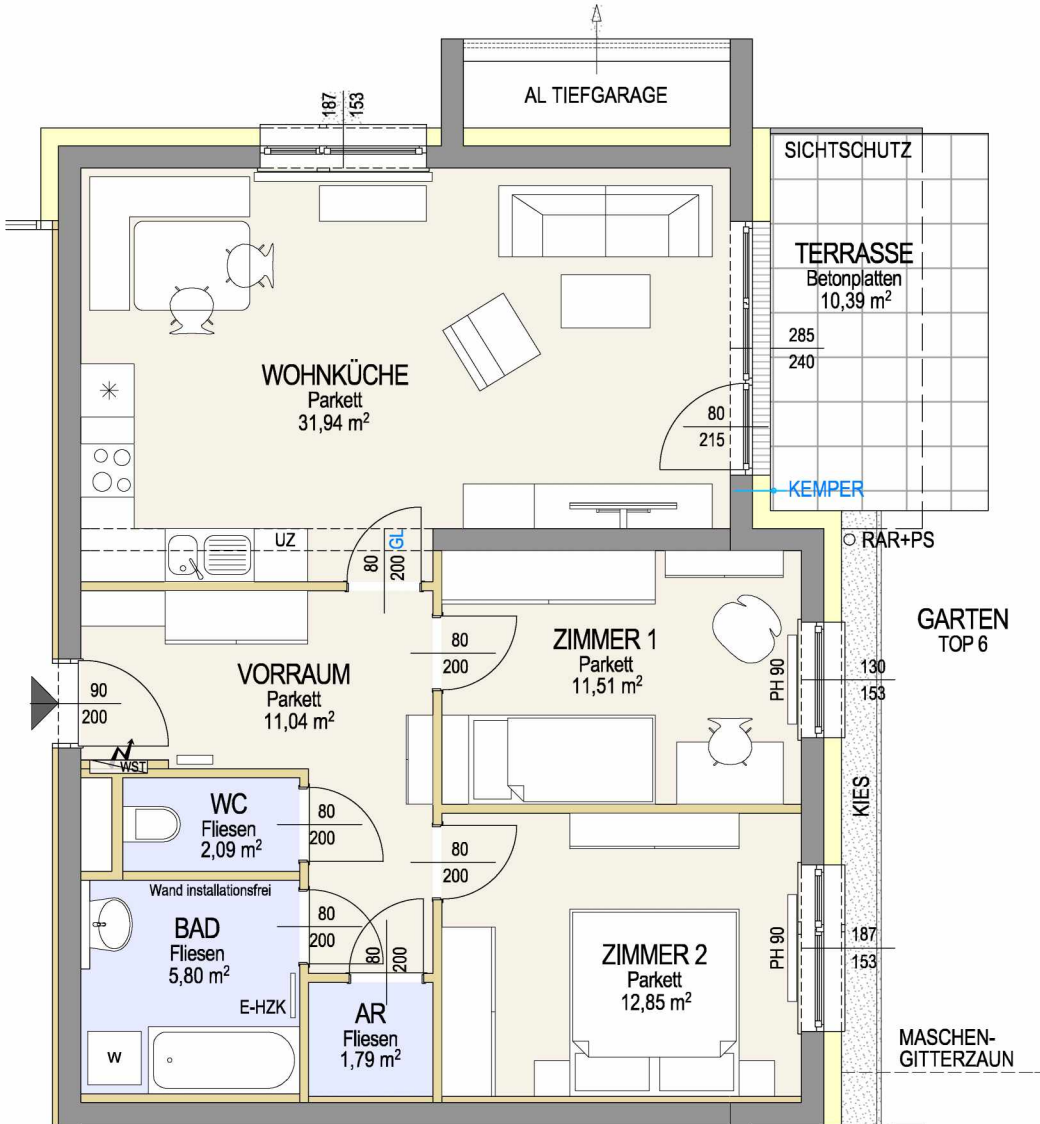 AL TIEFGARAGE
187
153
SICHTSCHUTZ
TERRASSE
Betonplatten
10,39 m²
285
240
WOHNKÜCHE
Parkett
31,94 m²
80
215
KEMPER
UZ
80
200
GL
RAR+PS
GARTEN
TOP 6
80
200
ZIMMER 1
Parkett
11,51 m²
PH 90
130
153
VORRAUM
Parkett
11,04 m²
90
200
WST
WC
Fliesen
2,09 m²
80
200
80
200
KIES
Wand installationsfrei
BAD
Fliesen
5,80 m²
80
200
80
200
E-HZK
W
AR
Fliesen
1,79 m²
ZIMMER 2
Parkett
12,85 m²
PH 90
187
153
MASCHEN-
GITTERZAUN